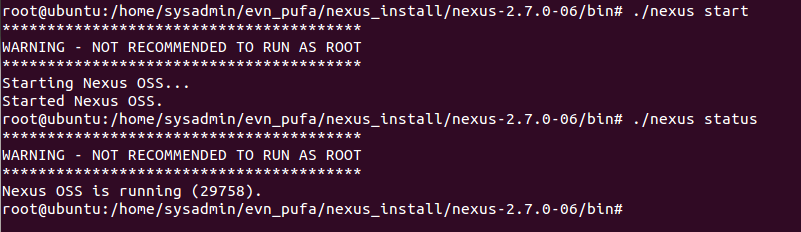 root@ubuntu:/home/sysadmin/evn_pufa/nexus_install/nexus-2.7.0-06/bin# ./nexus start
****************************************
WARNING - NOT RECOMMENDED TO RUN AS ROOT
****************************************
Starting Nexus OSS...
Started Nexus OSS.
root@ubuntu:/home/sysadmin/evn_pufa/nexus_install/nexus-2.7.0-06/bin# ./nexus status
****************************************
WARNING - NOT RECOMMENDED TO RUN AS ROOT
****************************************
Nexus OSS is running (29758).
root@ubuntu:/home/sysadmin/evn_pufa/nexus_install/nexus-2.7.0-06/bin#